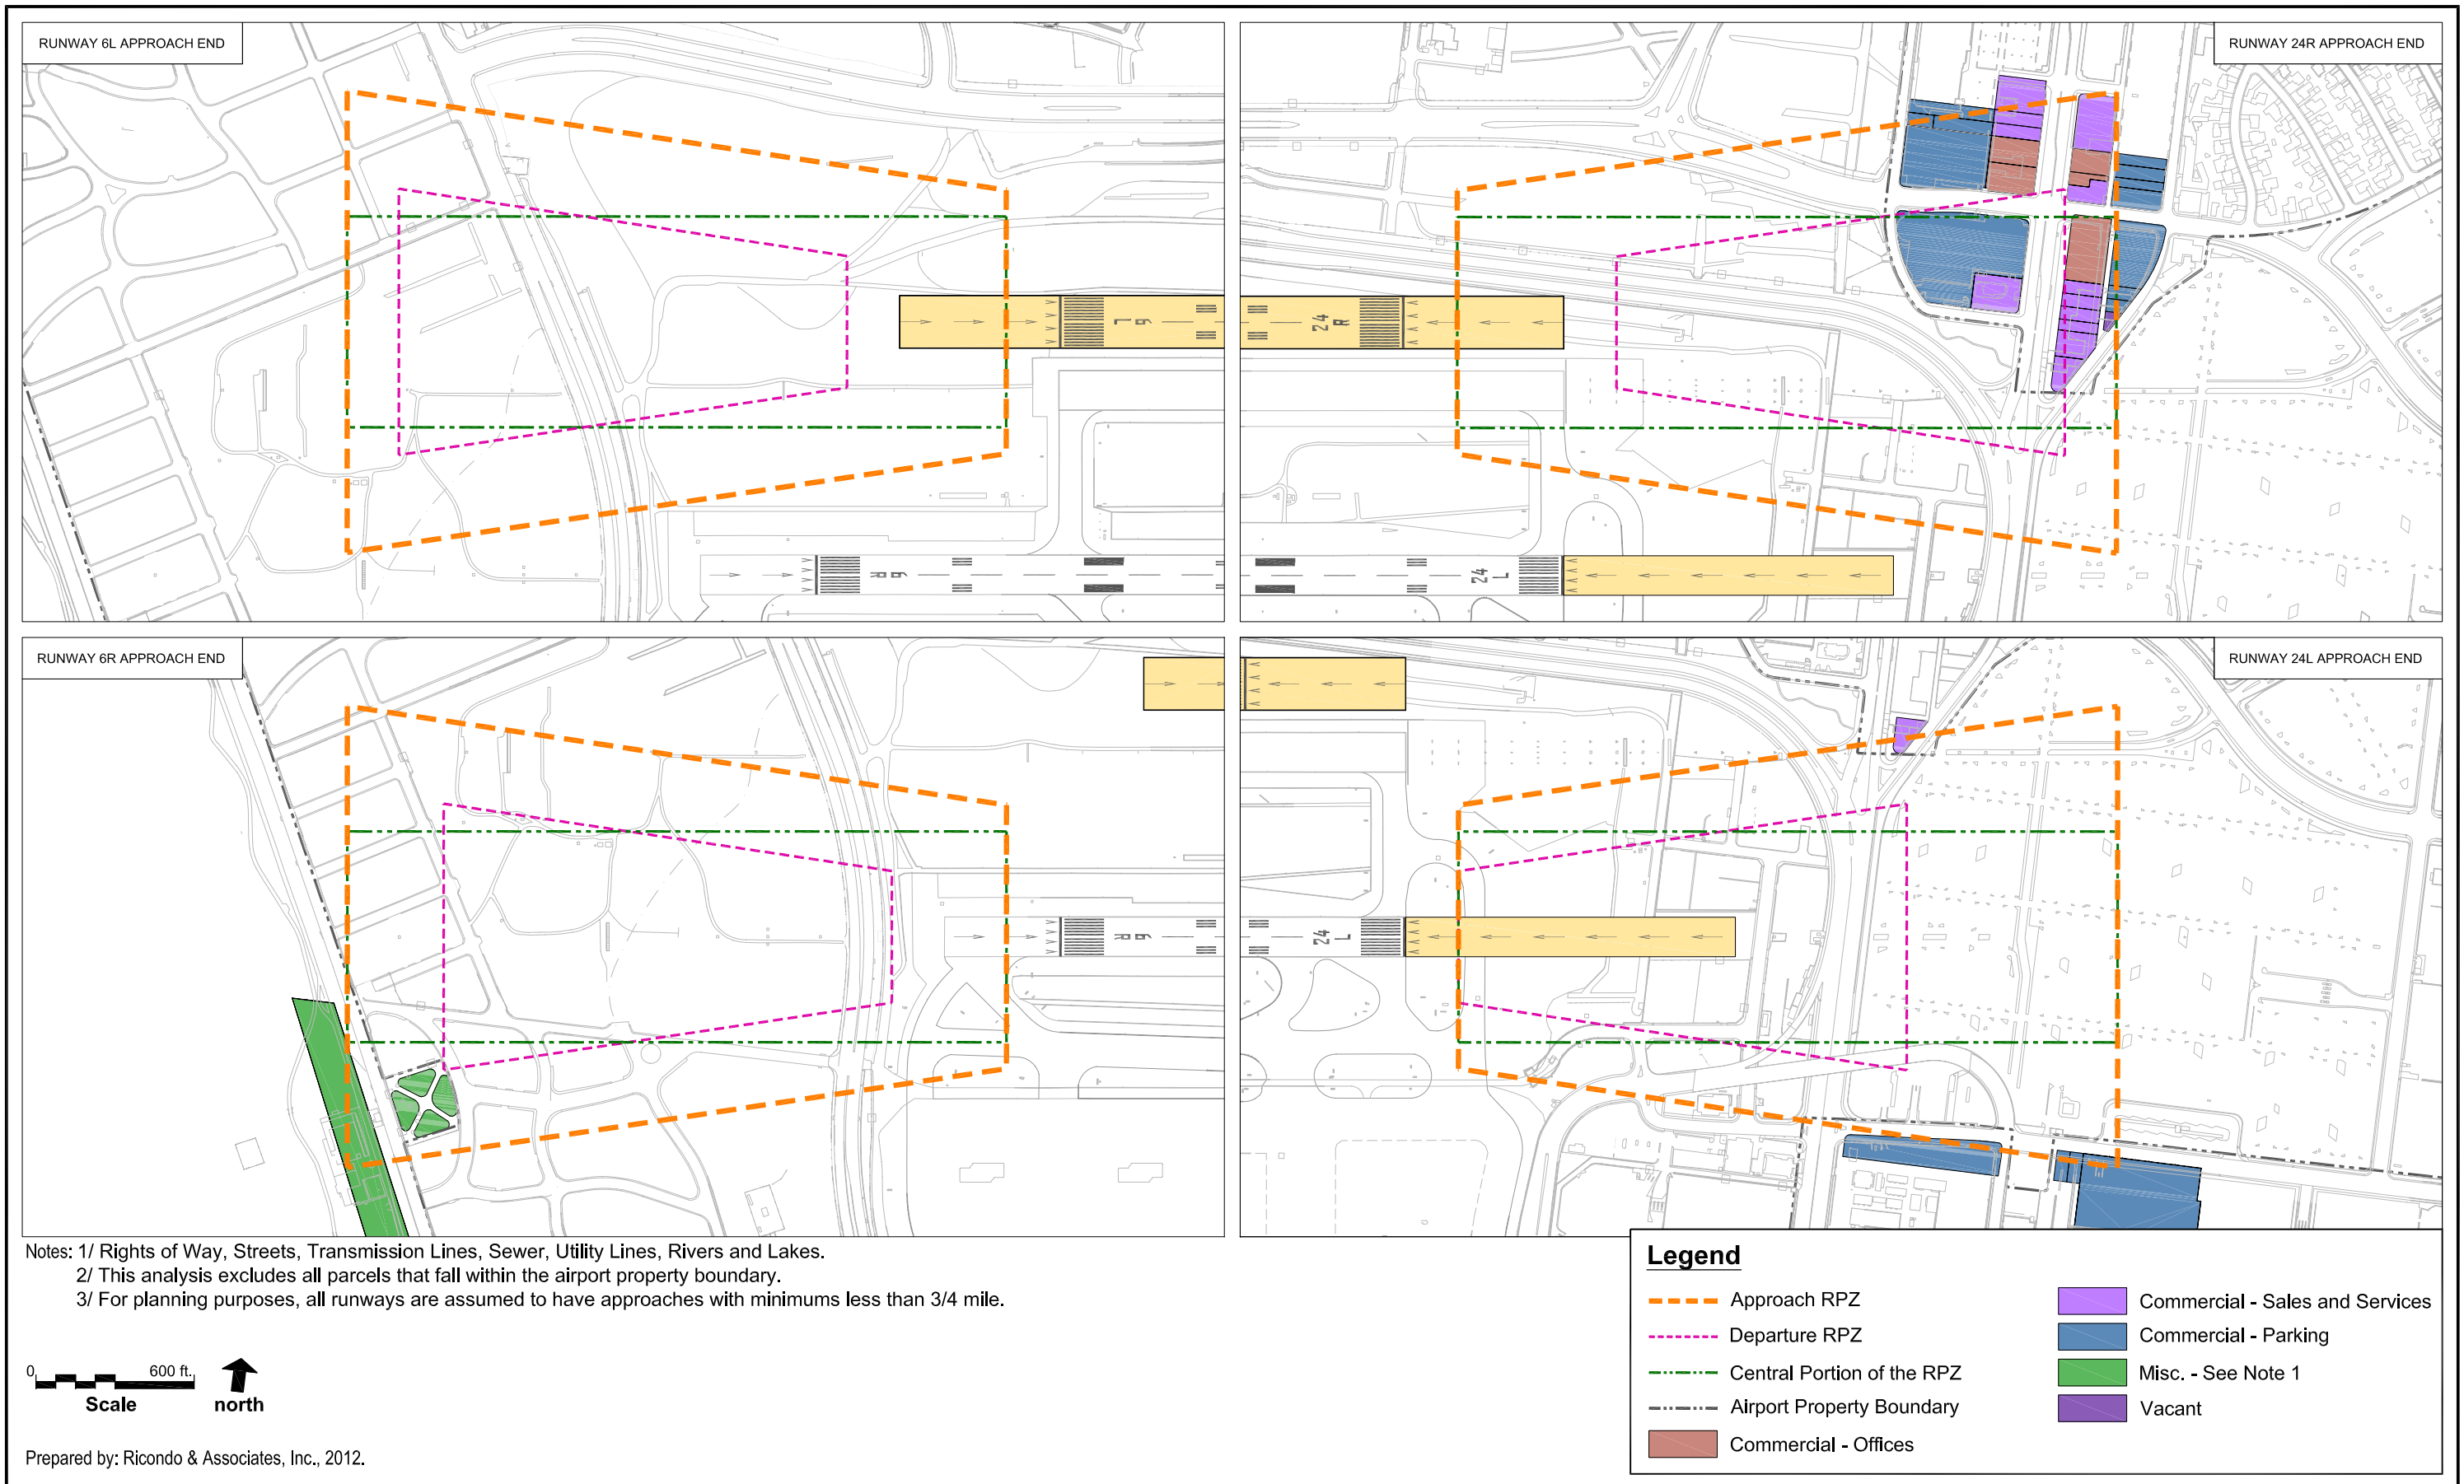 RUNWAY 6L APPROACH END
6L
RUNWAY 24R APPROACH END
24
R
6R
24
L
RUNWAY 6R APPROACH END
6R
RUNWAY 24L APPROACH END
24
L
Notes: 1/ Rights of Way, Streets, Transmission Lines, Sewer, Utility Lines, Rivers and Lakes.
2/ This analysis excludes all parcels that fall within the airport property boundary.
3/ For planning purposes, all runways are assumed to have approaches with minimums less than 3/4 mile.
0 600 ft.
Scale
north
Prepared by: Ricondo & Associates, Inc., 2012.
Legend
Approach RPZ
Departure RPZ
Central Portion of the RPZ
Airport Property Boundary
Commercial - Offices
Commercial - Sales and Services
Commercial - Parking
Misc. - See Note 1
Vacant